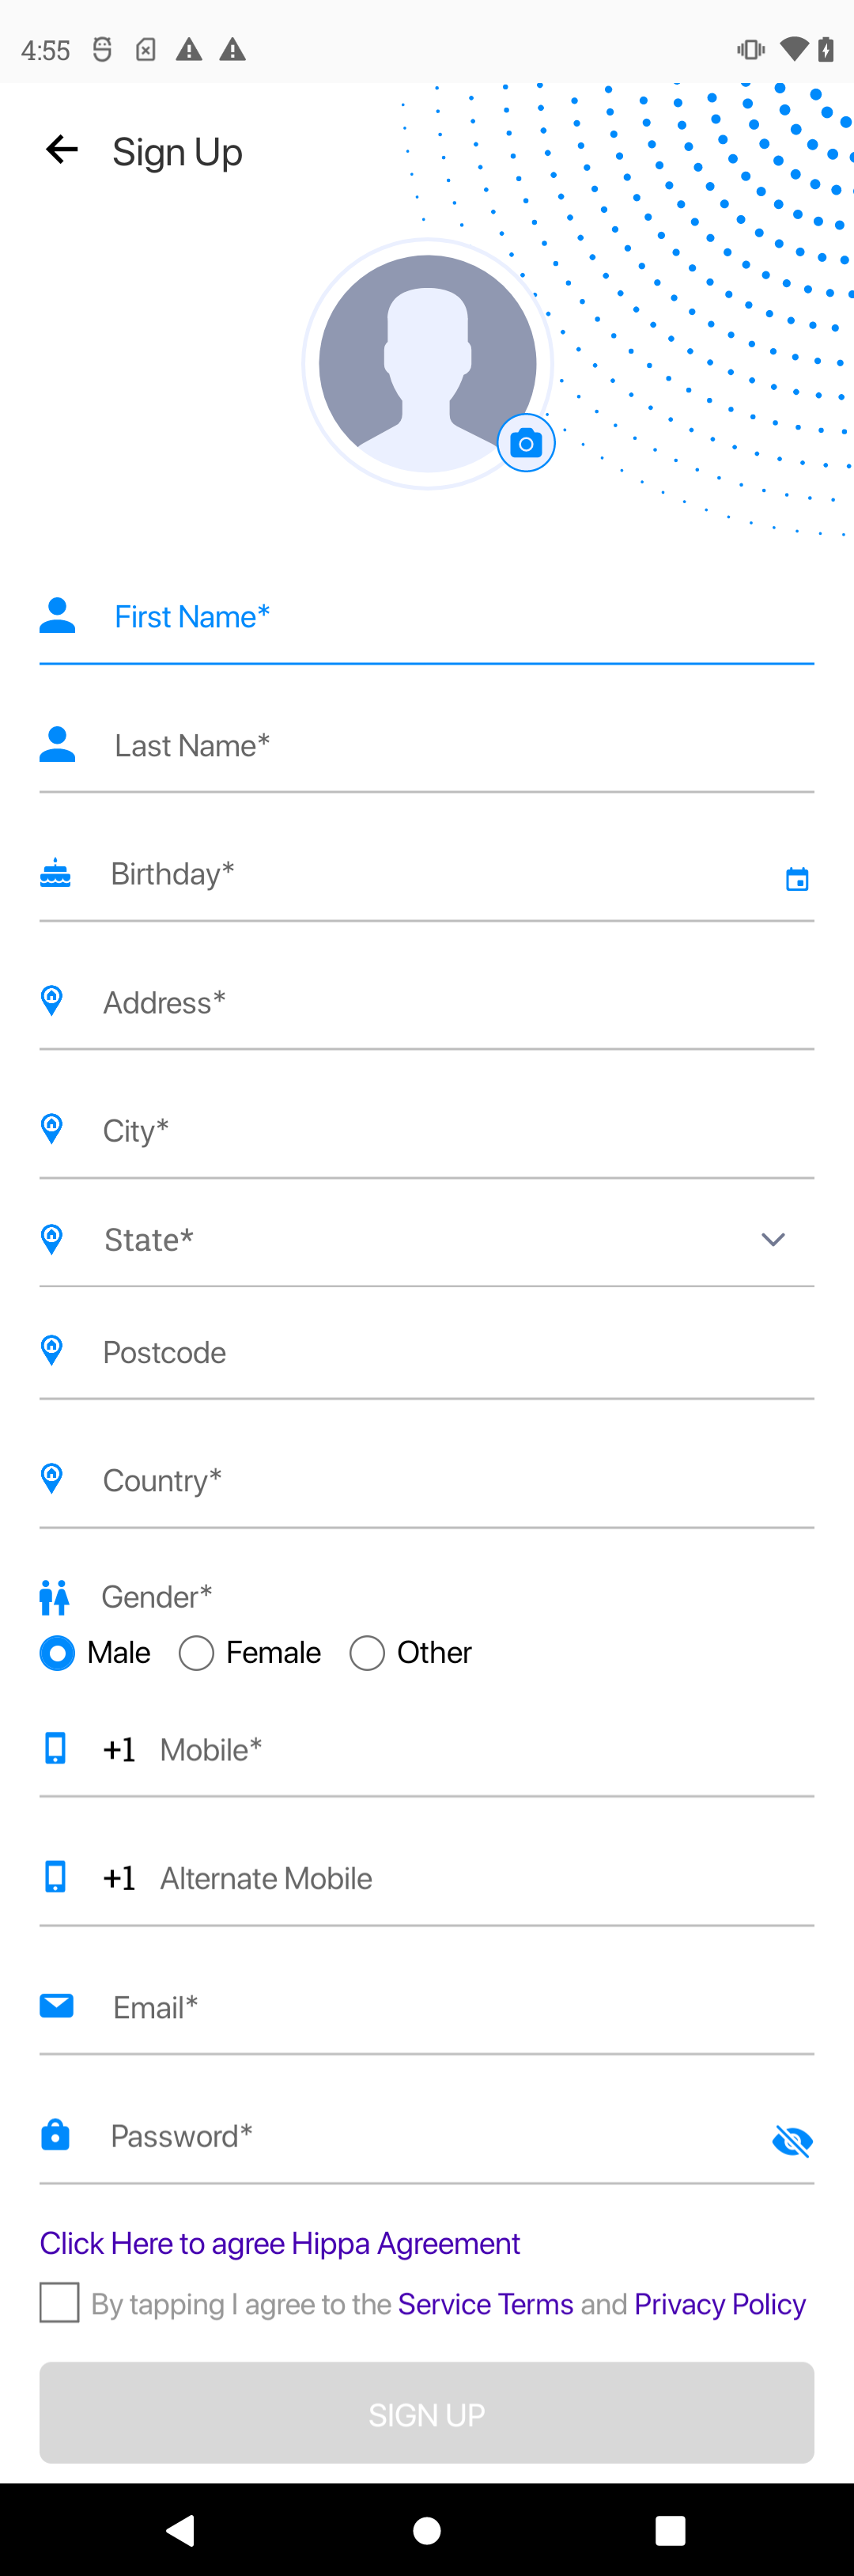 4:55
Sign Up
First Name*
Last Name*
Birthday*
Address*
City*
State*
Postcode
Country*
Gender*
Male Female Other
+1 Mobile*
+1 Alternate Mobile
Email*
Password*
Click Here to agree Hippa Agreement
By tapping I agree to the Service Terms and Privacy Policy
SIGN UP